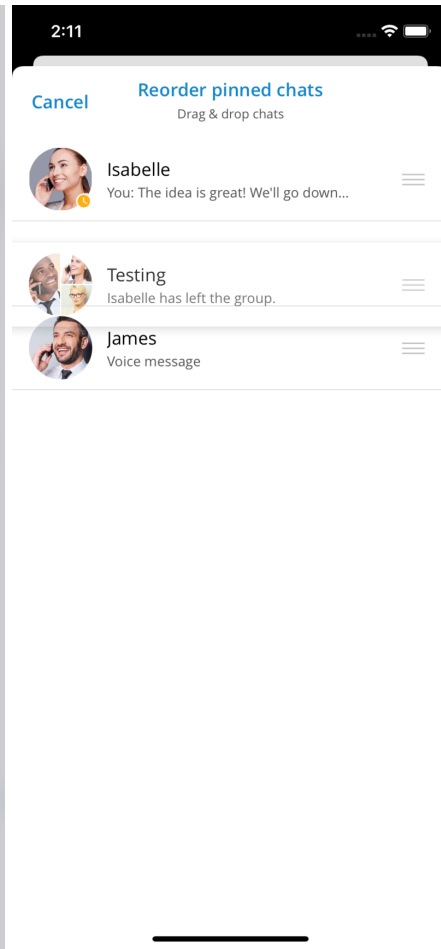 2:11
Cancel
Reorder pinned chats
Drag & drop chats
Isabelle
You: The idea is great! We'll go down...
Testing
Isabelle has left the group.
James
Voice message